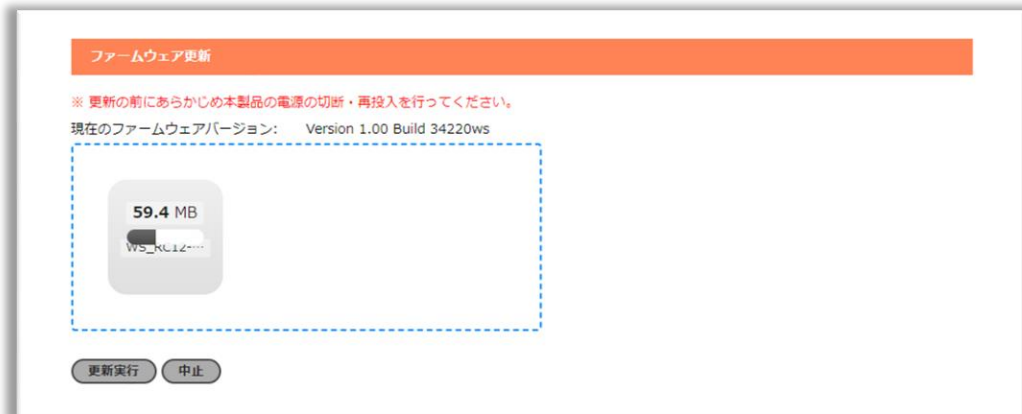 ファームウェア更新
※ 更新の前にあらかじめ本製品の電源の切断・再投入を行ってください。
現在のファームウェアバージョン: Version 1.00 Build 34220ws
59.4 MB
WS_RC12-…
更新実行 中止